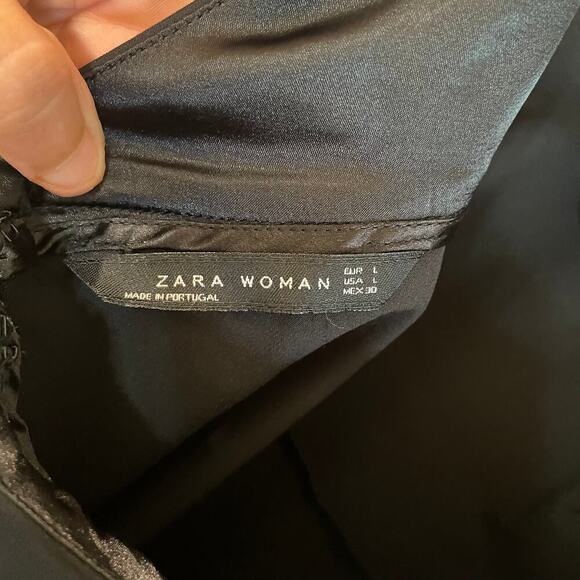 ZARA WOMAN
MADE IN PORTUGAL
EUR L
USA L
MEX 30